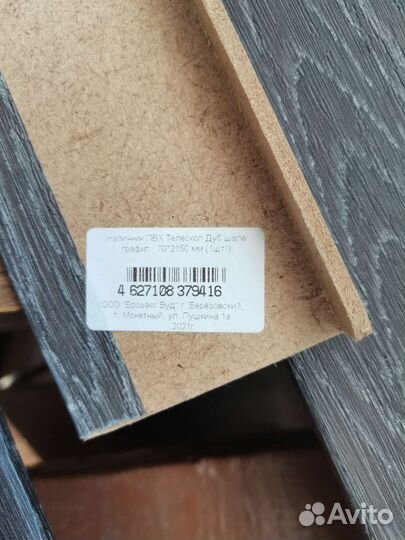 Наличник ПВХ Телескоп Дуб шале
графит 70*2150 мм (1шт)
4 627108 379416
ООО "Брозэкс Вуд" г. Березовский,
п. Монетный, ул. Пушкина 1а
2021г
Avito